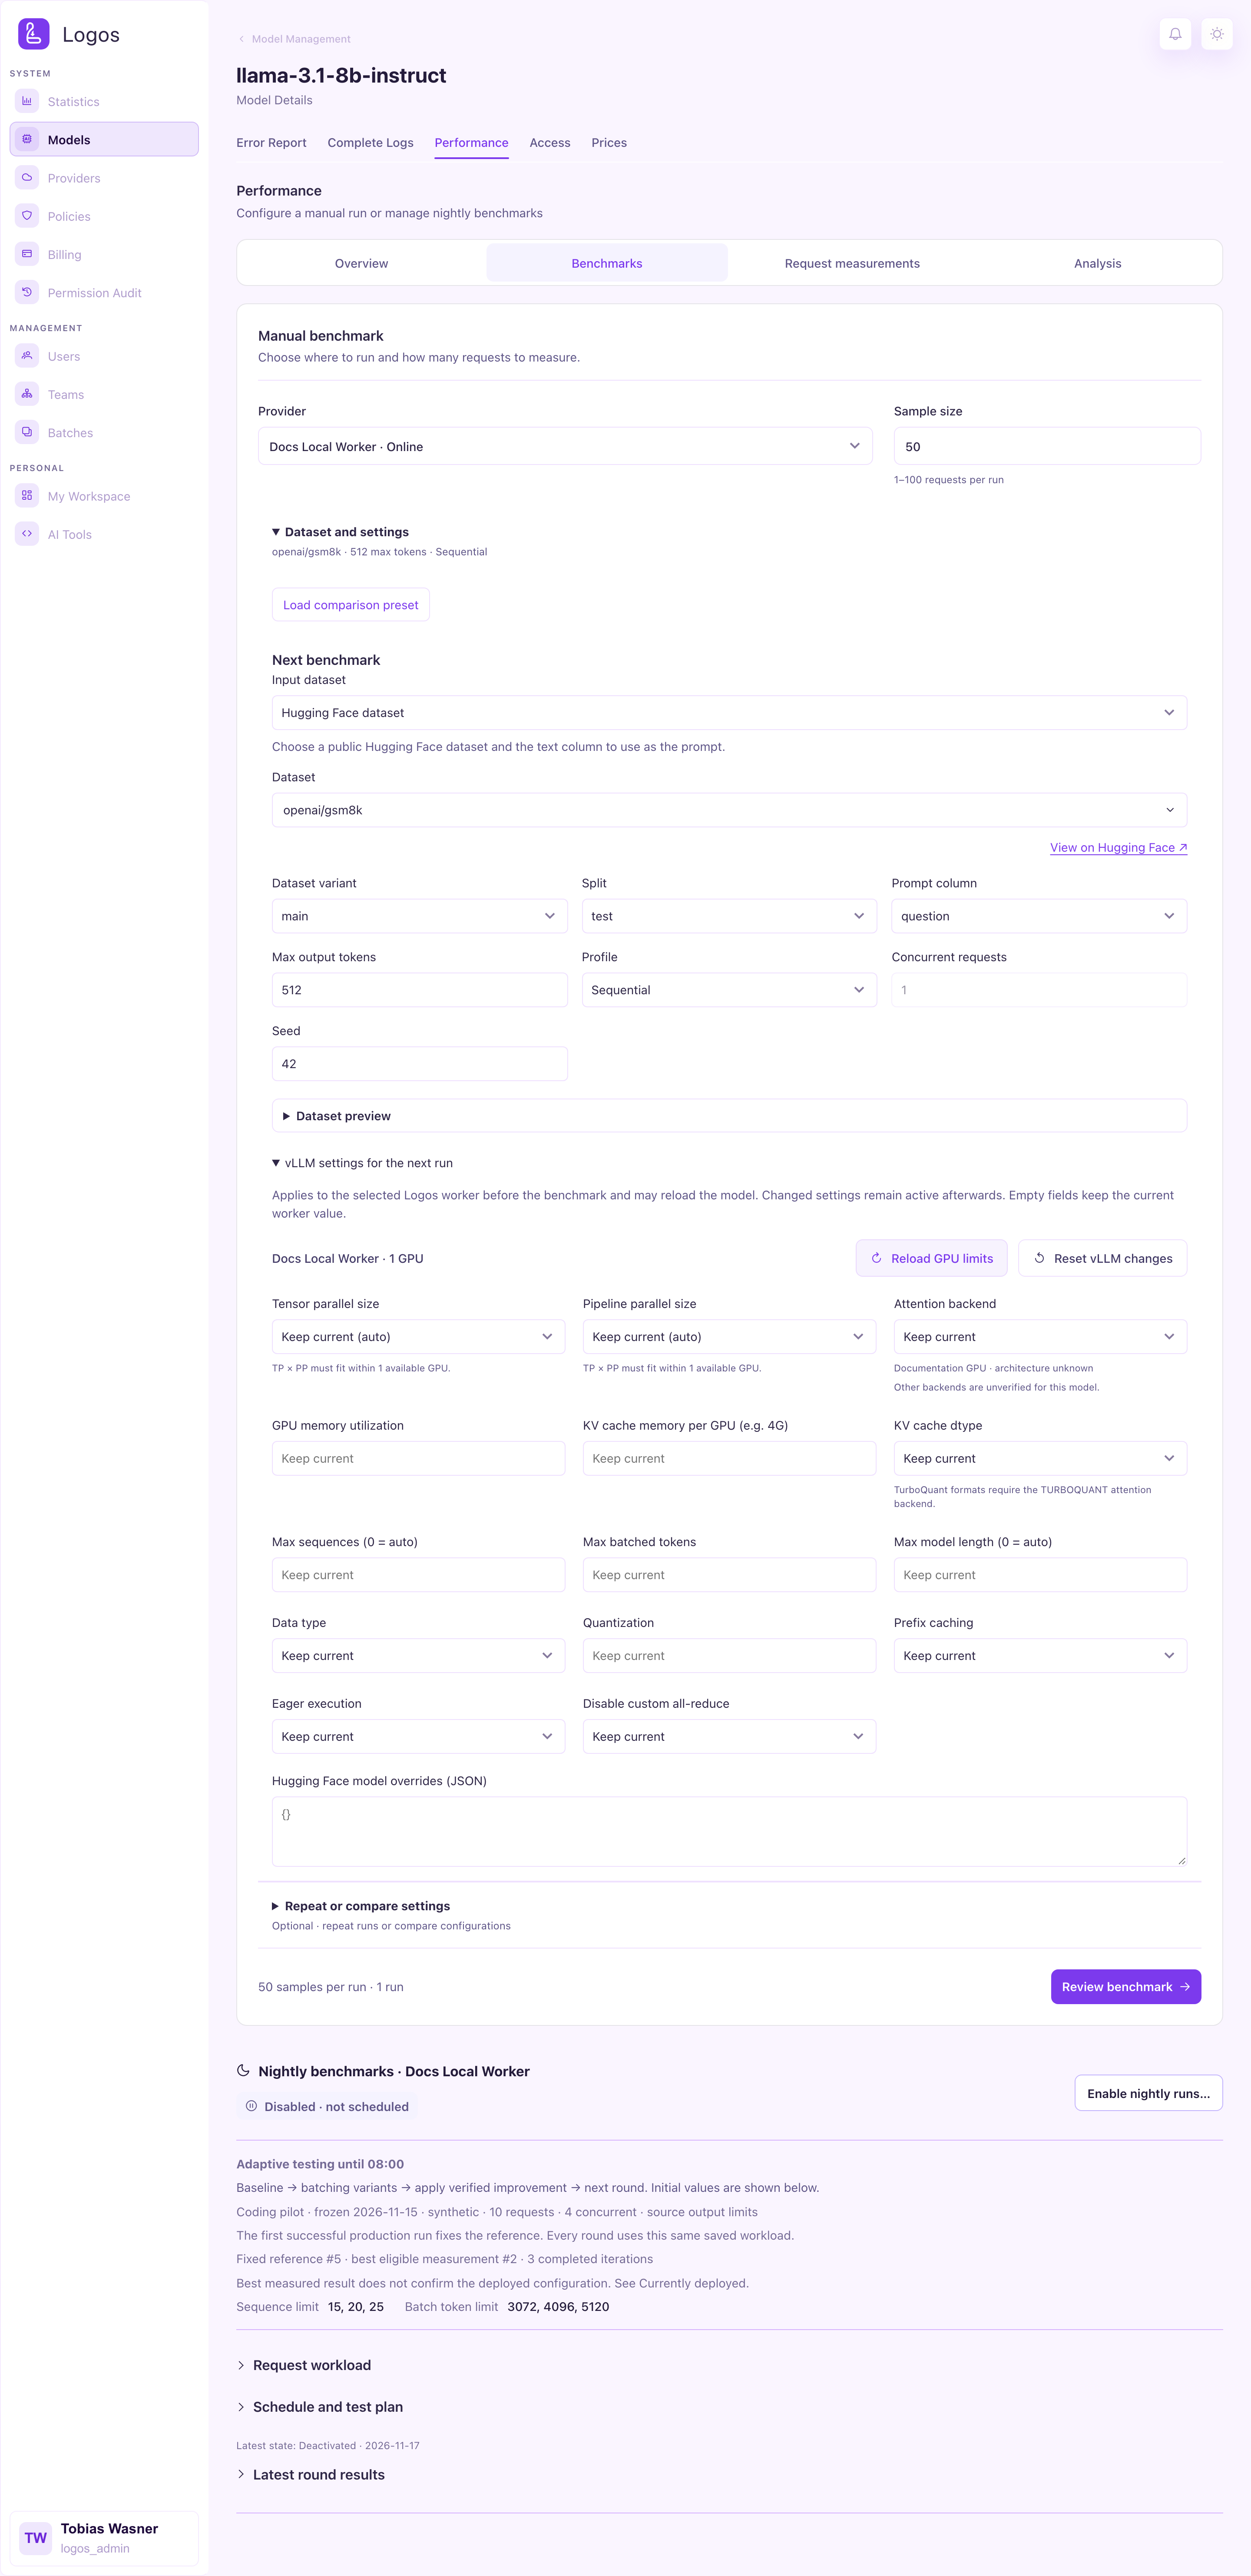 Logos
SYSTEM
Statistics
Models
Providers
Policies
Billing
Permission Audit
MANAGEMENT
Users
Teams
Batches
PERSONAL
My Workspace
AI Tools
TW
Tobias Wasner
logos_admin
Model Management
llama-3.1-8b-instruct
Model Details
Error Report
Complete Logs
Performance
Access
Prices
Performance
Configure a manual run or manage nightly benchmarks
Overview
Benchmarks
Request measurements
Analysis
Manual benchmark
Choose where to run and how many requests to measure.
Provider
Sample size
Docs Local Worker · Online
50
1–100 requests per run
Dataset and settings
openai/gsm8k · 512 max tokens · Sequential
Load comparison preset
Next benchmark
Input dataset
Hugging Face dataset
Choose a public Hugging Face dataset and the text column to use as the prompt.
Dataset
openai/gsm8k
View on Hugging Face ↗
Dataset variant
Split
Prompt column
main
test
question
Max output tokens
Profile
Concurrent requests
512
Sequential
1
Seed
42
Dataset preview
vLLM settings for the next run
Applies to the selected Logos worker before the benchmark and may reload the model. Changed settings remain active afterwards. Empty fields keep the current
worker value.
Docs Local Worker · 1 GPU
Reload GPU limits
Reset vLLM changes
Tensor parallel size
Pipeline parallel size
Attention backend
Keep current (auto)
Keep current (auto)
Keep current
TP × PP must fit within 1 available GPU.
TP × PP must fit within 1 available GPU.
Documentation GPU · architecture unknown
Other backends are unverified for this model.
GPU memory utilization
KV cache memory per GPU (e.g. 4G)
KV cache dtype
Keep current
Keep current
Keep current
TurboQuant formats require the TURBOQUANT attention
backend.
Max sequences (0 = auto)
Max batched tokens
Max model length (0 = auto)
Keep current
Keep current
Keep current
Data type
Quantization
Prefix caching
Keep current
Keep current
Keep current
Eager execution
Disable custom all-reduce
Keep current
Keep current
Hugging Face model overrides (JSON)
{}
Repeat or compare settings
Optional · repeat runs or compare configurations
50 samples per run · 1 run
Review benchmark →
Nightly benchmarks · Docs Local Worker
Disabled · not scheduled
Enable nightly runs...
Adaptive testing until 08:00
Baseline → batching variants → apply verified improvement → next round. Initial values are shown below.
Coding pilot · frozen 2026-11-15 · synthetic · 10 requests · 4 concurrent · source output limits
The first successful production run fixes the reference. Every round uses this same saved workload.
Fixed reference #5 · best eligible measurement #2 · 3 completed iterations
Best measured result does not confirm the deployed configuration. See Currently deployed.
Sequence limit 15, 20, 25 Batch token limit 3072, 4096, 5120
Request workload
Schedule and test plan
Latest state: Deactivated · 2026-11-17
Latest round results